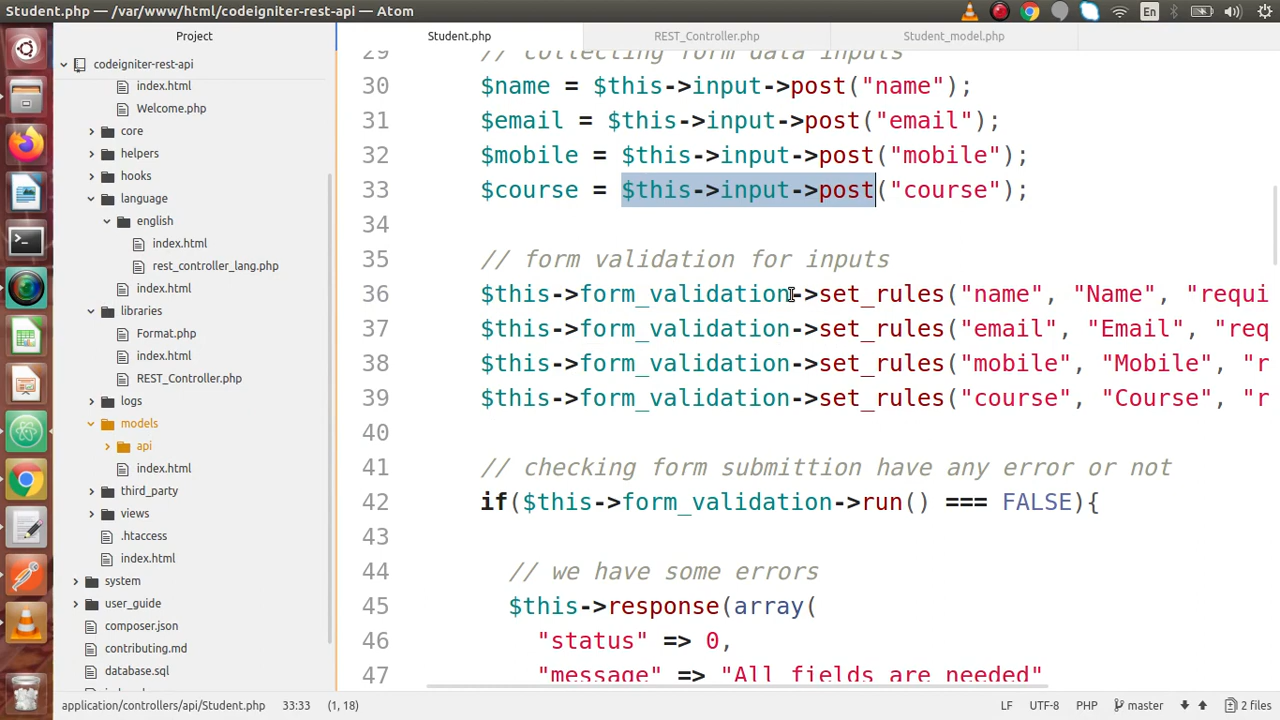 Student.php — /var/www/html/codeigniter-rest-api — Atom
En
Project
Student.php
REST_Controller.php
Student_model.php
codeigniter-rest-api
index.html
Welcome.php
core
helpers
hooks
language
english
index.html
rest_controller_lang.php
index.html
libraries
Format.php
index.html
REST_Controller.php
logs
models
api
index.html
third_party
views
.htaccess
index.html
system
user_guide
composer.json
contributing.md
database.sql
29 // collecting form data inputs
30 $name = $this->input->post("name");
31 $email = $this->input->post("email");
32 $mobile = $this->input->post("mobile");
33 $course = $this->input->post("course");
34
35 // form validation for inputs
36 $this->form_validation->set_rules("name", "Name", "requi
37 $this->form_validation->set_rules("email", "Email", "req
38 $this->form_validation->set_rules("mobile", "Mobile", "r
39 $this->form_validation->set_rules("course", "Course", "r
40
41 // checking form submittion have any error or not
42 if($this->form_validation->run() === FALSE){
43
44 // we have some errors
45 $this->response(array(
46 "status" => 0,
47 "message" => "All fields are needed"
application/controllers/api/Student.php 33:33 (1, 18) LF UTF-8 PHP master 2 files